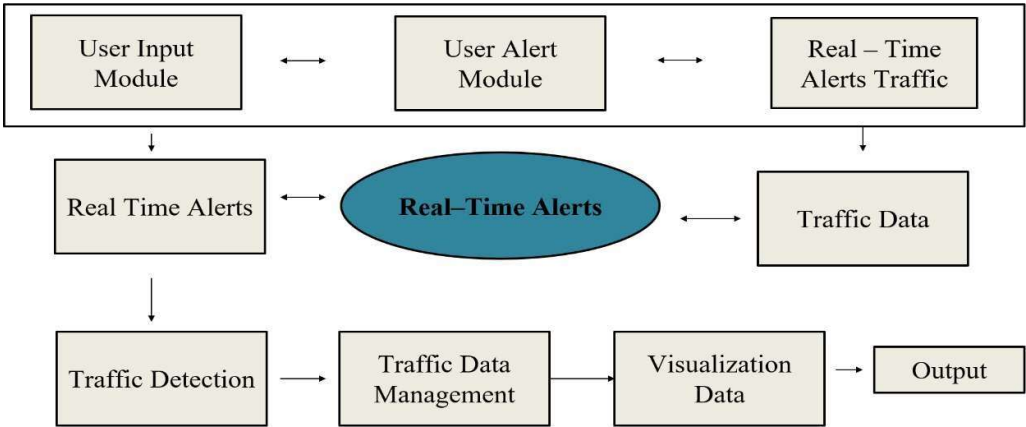 User Input
Module
User Alert
Module
Real – Time
Alerts Traffic
Real Time Alerts
Real–Time Alerts
Traffic Data
Traffic Detection
Traffic Data
Management
Visualization
Data
Output